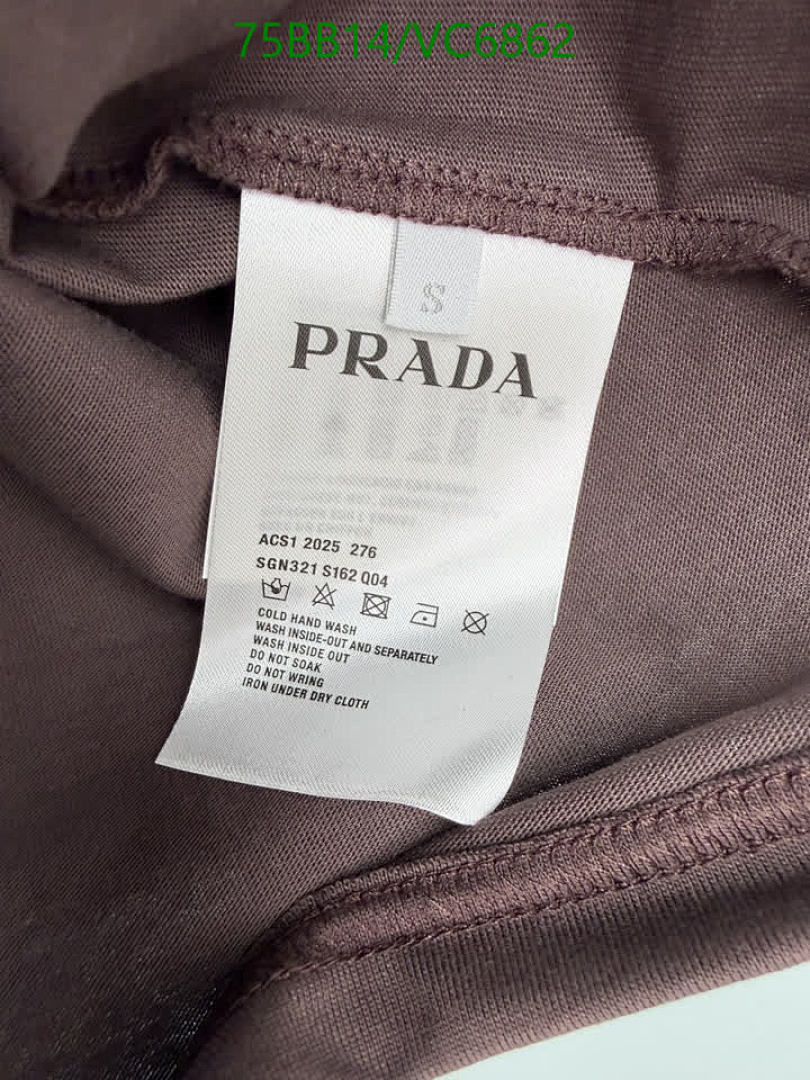 75BB14/VC6862
S
PRADA
ACS1 2025 276
SGN321 S162 Q04
COLD HAND WASH
WASH INSIDE-OUT AND SEPARATELY
WASH INSIDE OUT
DO NOT SOAK
DO NOT WRING
IRON UNDER DRY CLOTH